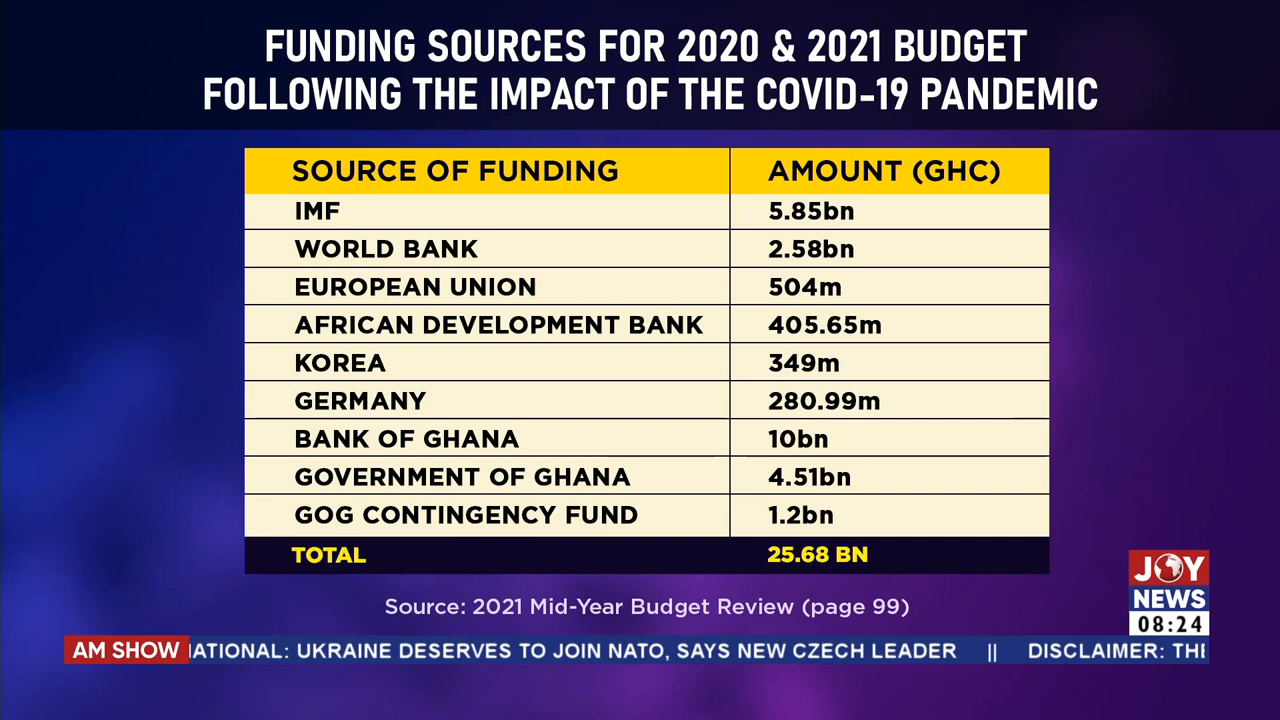 FUNDING SOURCES FOR 2020 & 2021 BUDGET
FOLLOWING THE IMPACT OF THE COVID-19 PANDEMIC
SOURCE OF FUNDING AMOUNT (GHC)
IMF 5.85bn
WORLD BANK 2.58bn
EUROPEAN UNION 504m
AFRICAN DEVELOPMENT BANK 405.65m
KOREA 349m
GERMANY 280.99m
BANK OF GHANA 10bn
GOVERNMENT OF GHANA 4.51bn
GOG CONTINGENCY FUND 1.2bn
TOTAL 25.68 BN
Source: 2021 Mid-Year Budget Review (page 99)
JOY
NEWS
08:24
AM SHOW NATIONAL: UKRAINE DESERVES TO JOIN NATO, SAYS NEW CZECH LEADER || DISCLAIMER: THE